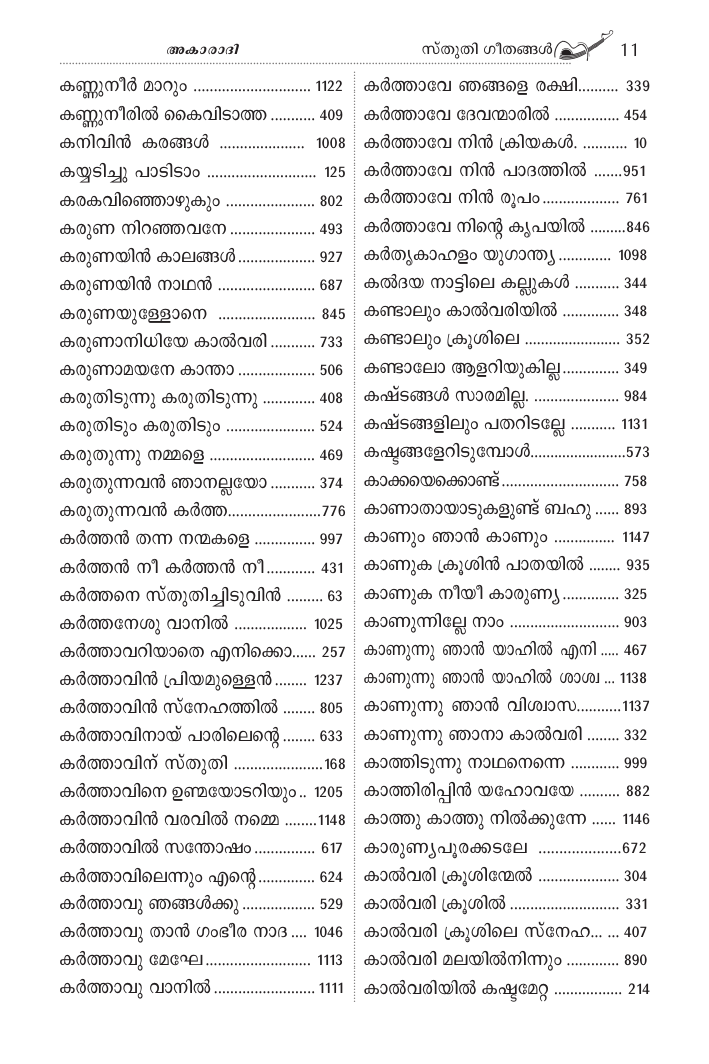 അകാരാദി
സ്തുതി ഗീതങ്ങൾ 11
കണ്ണുനീർ മാറും ............................ 1122
കണ്ണുനീരിൽ കൈവിടാത്ത ........... 409
കനിവിൻ കരങ്ങൾ .................... 1008
കയ്യടിച്ചു പാടിടാം .......................... 125
കരകവിഞ്ഞൊഴുകും ..................... 802
കരുണ നിറഞ്ഞവനേ .................... 493
കരുണയിൻ കാലങ്ങൾ ................... 927
കരുണയിൻ നാഥൻ ....................... 687
കരുണയുള്ളോനെ ....................... 845
കരുണാനിധിയേ കാൽവരി ........... 733
കരുണാമയനേ കാന്താ .................. 506
കരുതിടുന്നു കരുതിടുന്നു ............ 408
കരുതിടും കരുതിടും ..................... 524
കരുതുന്നു നമ്മളെ ......................... 469
കരുതുന്നവൻ ഞാനല്ലയോ ........... 374
കരുതുന്നവൻ കർത്ത......................776
കർത്തൻ തന്ന നന്മകളെ ............... 997
കർത്തൻ നീ കർത്തൻ നീ............ 431
കർത്തനെ സ്തുതിച്ചിടുവിൻ ......... 63
കർത്തനേശു വാനിൽ ................. 1025
കർത്താവറിയാതെ എനിക്കൊ...... 257
കർത്താവിൻ പ്രിയമുള്ളെൻ........ 1237
കർത്താവിൻ സ്നേഹത്തിൽ ........ 805
കർത്താവിനായ് പാരിലെന്റെ ........ 633
കർത്താവിന് സ്തുതി .....................168
കർത്താവിനെ ഉണ്മയോടറിയും .. 1205
കർത്താവിൻ വരവിൽ നമ്മെ ........1148
കർത്താവിൽ സന്തോഷം............... 617
കർത്താവിലെന്നും എന്റെ............. 624
കർത്താവു ഞങ്ങൾക്കു ................. 529
കർത്താവു താൻ ഗംഭീര നാദ .... 1046
കർത്താവു മേഘേ ......................... 1113
കർത്താവു വാനിൽ ........................ 1111
കർത്താവേ ഞങ്ങളെ രക്ഷി.......... 339
കർത്താവേ ദേവന്മാരിൽ ................ 454
കർത്താവേ നിൻ ക്രിയകൾ. ........... 10
കർത്താവേ നിൻ പാദത്തിൽ .......951
കർത്താവേ നിൻ രൂപം................... 761
കർത്താവേ നിന്റെ കൃപയിൽ .........846
കർതൃകാഹളം യുഗാന്ത്യ ............. 1098
കൽദയ നാട്ടിലെ കല്ലുകൾ ........... 344
കണ്ടാലും കാൽവരിയിൽ .............. 348
കണ്ടാലും ക്രൂശിലെ ....................... 352
കണ്ടാലോ ആളറിയുകില്ല.............. 349
കഷ്ടങ്ങൾ സാരമില്ല. ..................... 984
കഷ്ടങ്ങളിലും പതറിടല്ലേ ........... 1131
കഷ്ടങ്ങളേറിടുമ്പോൾ.......................573
കാക്കയെക്കൊണ്ട്............................ 758
കാണാതായാടുകളുണ്ട് ബഹു ...... 893
കാണും ഞാൻ കാണും ............... 1147
കാണുക ക്രൂശിൻ പാതയിൽ ........ 935
കാണുക നീയീ കാരുണ്യ .............. 325
കാണുന്നില്ലേ നാം .......................... 903
കാണുന്നു ഞാൻ യാഹിൽ എനി ..... 467
കാണുന്നു ഞാൻ യാഹിൽ ശാശ്വ ... 1138
കാണുന്നു ഞാൻ വിശ്വാസ...........1137
കാണുന്നു ഞാനാ കാൽവരി ........ 332
കാത്തിടുന്നു നാഥനെന്നെ ............ 999
കാത്തിരിപ്പിൻ യഹോവയേ .......... 882
കാത്തു കാത്തു നിൽക്കുന്നേ ...... 1146
കാരുണ്യപൂരക്കടലേ ....................672
കാൽവരി ക്രൂശിന്മേൽ ................... 304
കാൽവരി ക്രൂശിൽ .......................... 331
കാൽവരി ക്രൂശിലെ സ്നേഹ... ... 407
കാൽവരി മലയിൽനിന്നും ............. 890
കാൽവരിയിൽ കഷ്ടമേറ്റ ................. 214